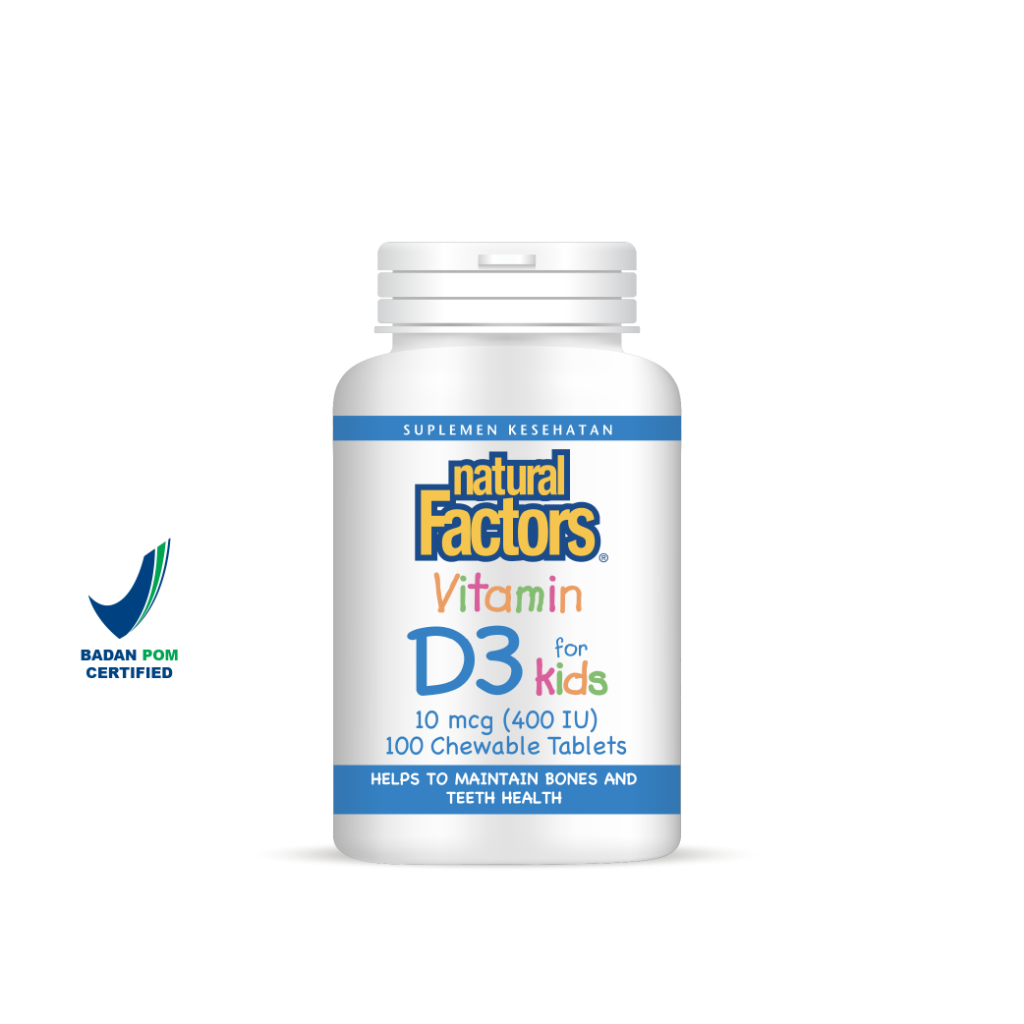 SUPLEMEN KESEHATAN
natural
Factors®
Vitamin
D3 for kids
10 mcg (400 IU)
100 Chewable Tablets
HELPS TO MAINTAIN BONES AND
TEETH HEALTH
BADAN POM
CERTIFIED